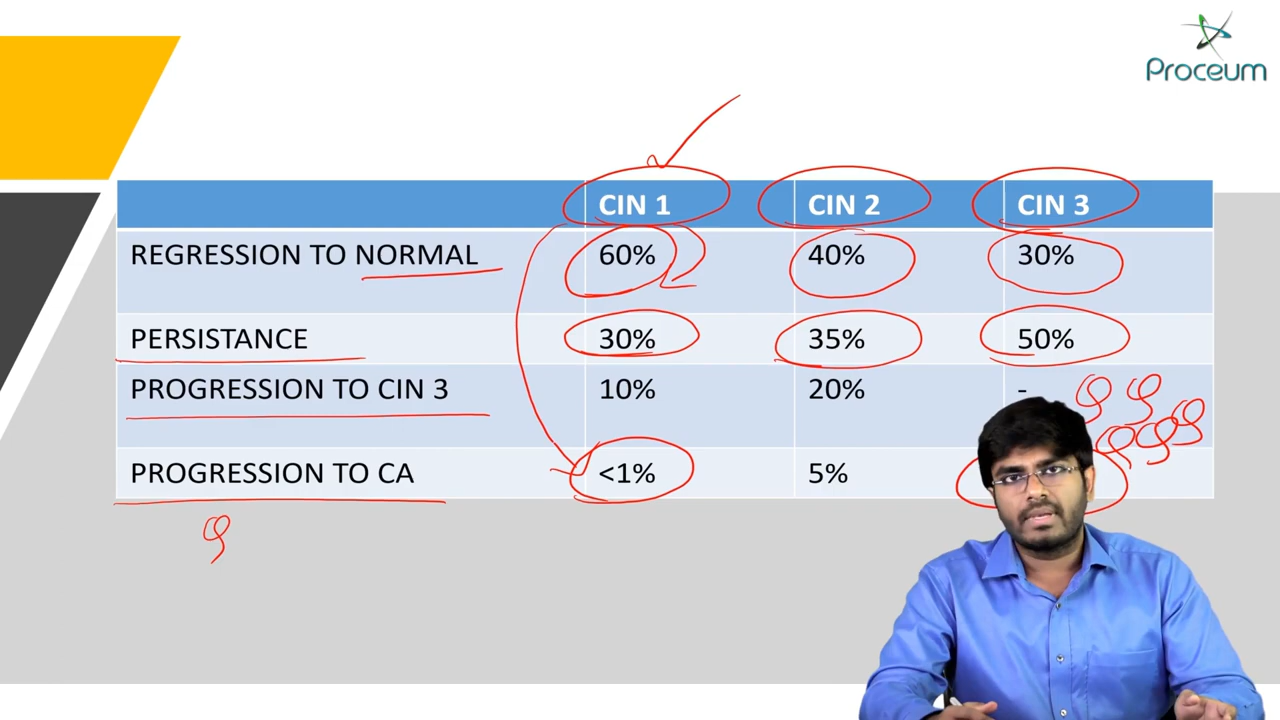 Proceum
CIN 1 CIN 2 CIN 3
REGRESSION TO NORMAL 60% 40% 30%
PERSISTANCE 30% 35% 50%
PROGRESSION TO CIN 3 10% 20% -
PROGRESSION TO CA <1% 5%